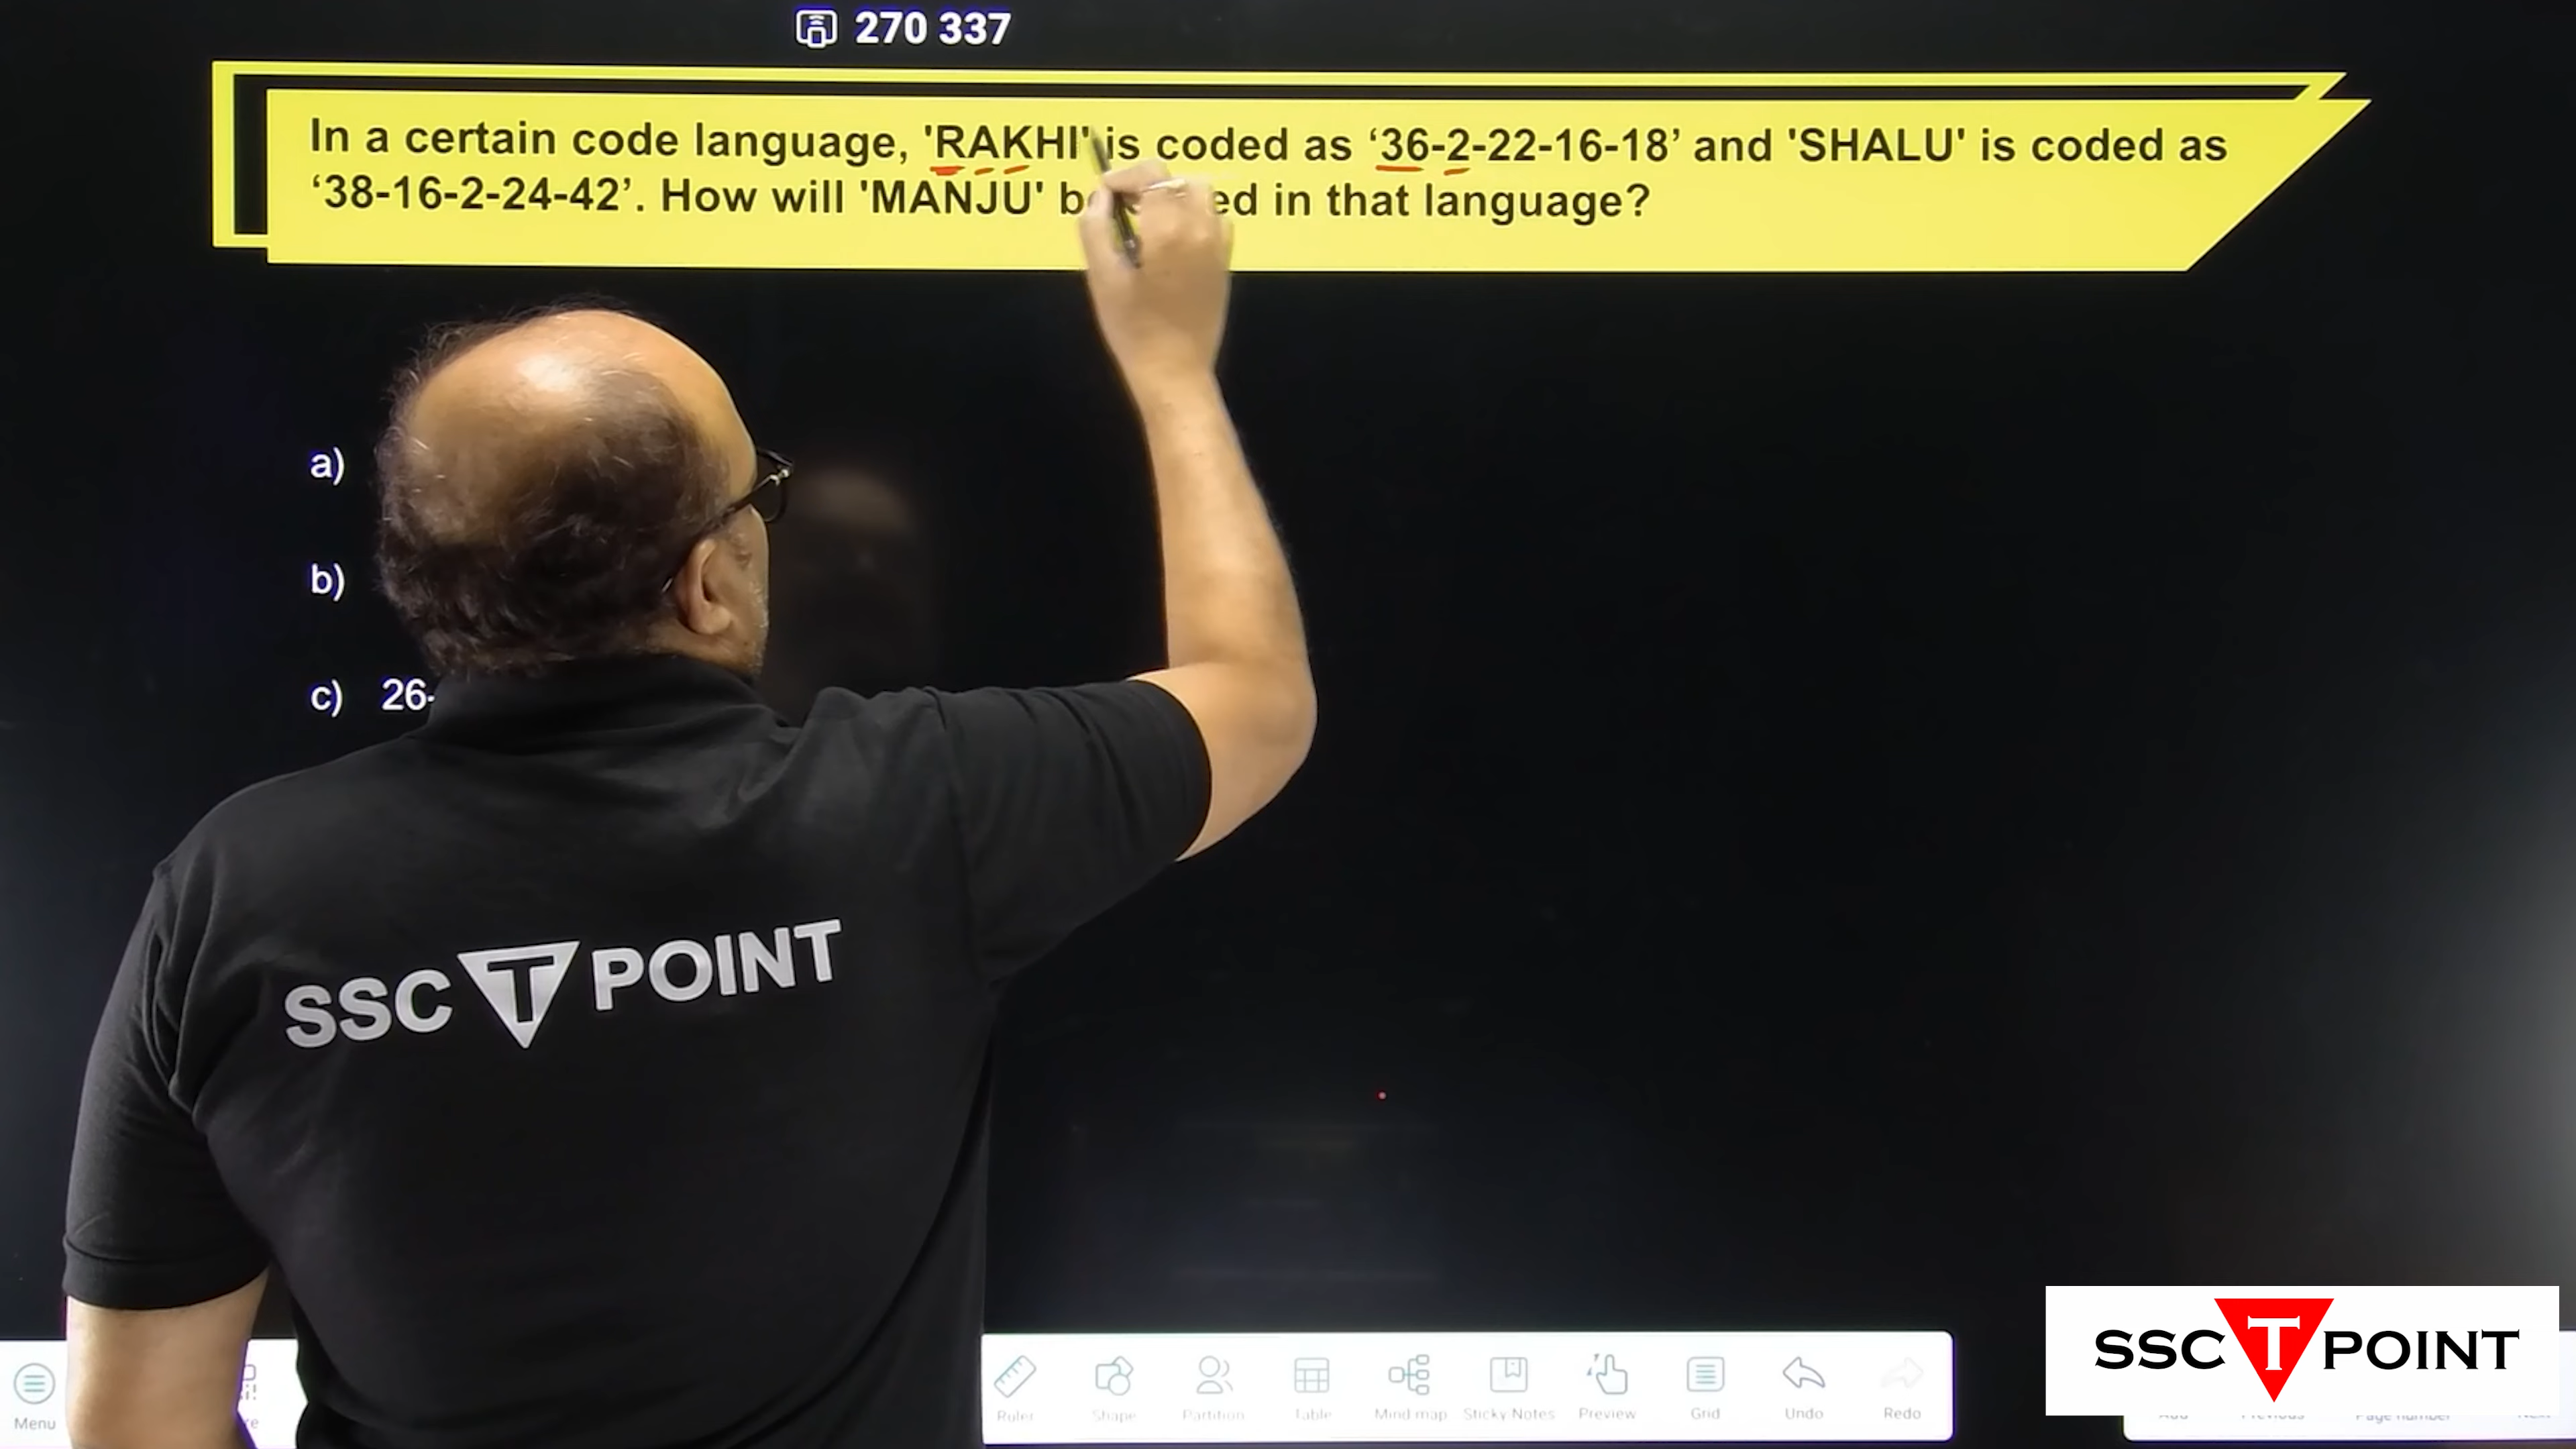 270 337
In a certain code language, 'RAKHI' is coded as ‘36-2-22-16-18’ and 'SHALU' is coded as
‘38-16-2-24-42’. How will 'MANJU' b ed in that language?
a)
b)
c) 26-
SSC T POINT
Menu
Ruler Shape Partition Table Mind map Sticky Notes Preview Grid Undo Redo
SSC T POINT